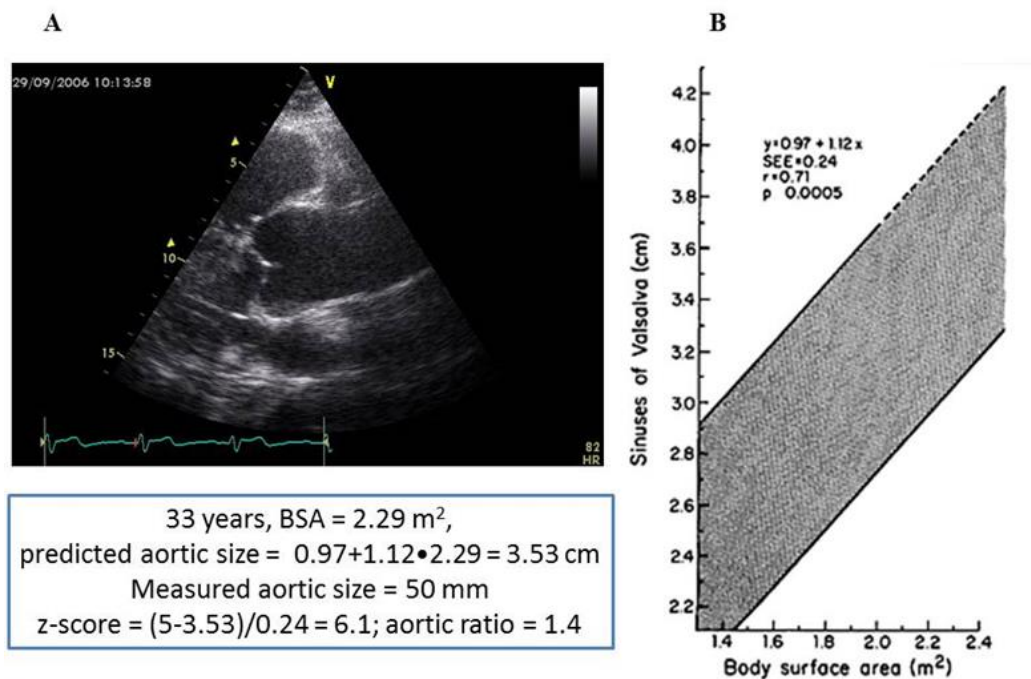 A
B
29/09/2006 10:13:58
V
5
10
15
82
HR
33 years, BSA = 2.29 m²,
predicted aortic size = 0.97+1.12•2.29 = 3.53 cm
Measured aortic size = 50 mm
z-score = (5-3.53)/0.24 = 6.1; aortic ratio = 1.4
y=0.97 + 1.12x
SEE=0.24
r=0.71
p 0.0005
Sinuses of Valsalva (cm)
4.2
4.0
3.8
3.6
3.4
3.2
3.0
2.8
2.6
2.4
2.2
1.4 1.6 1.8 2.0 2.2 2.4
Body surface area (m²)